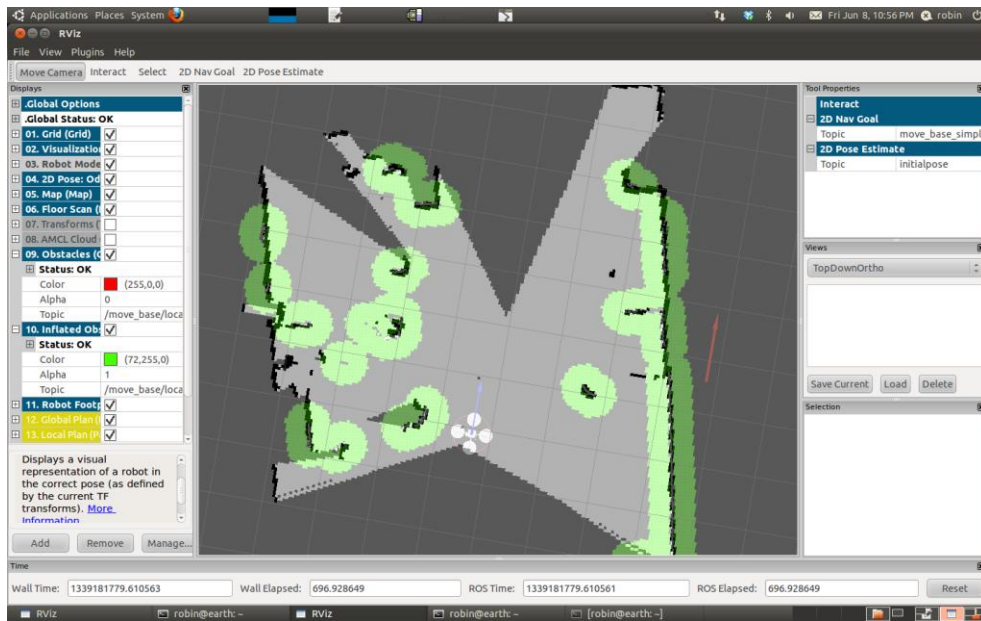 Applications Places System
Fri Jun 8, 10:56 PM robin
RViz
File View Plugins Help
Move Camera Interact Select 2D Nav Goal 2D Pose Estimate
Displays
.Global Options
.Global Status: OK
01. Grid (Grid)
02. Visualizatio
03. Robot Mode
04. 2D Pose: Od
05. Map (Map)
06. Floor Scan (
07. Transforms (
08. AMCL Cloud
09. Obstacles (
Status: OK
Color (255,0,0)
Alpha 0
Topic /move_base/loca
10. Inflated Ob
Status: OK
Color (72,255,0)
Alpha 1
Topic /move_base/loca
11. Robot Footp
12. Global Plan (
13. Local Plan (P
Displays a visual
representation of a robot in
the correct pose (as defined
by the current TF
transforms). More
Information
Add Remove Manage...
Tool Properties
Interact
2D Nav Goal
Topic move_base_simpl
2D Pose Estimate
Topic initialpose
Views
TopDownOrtho
Save Current Load Delete
Selection
Time
Wall Time: 1339181779.610563 Wall Elapsed: 696.928649 ROS Time: 1339181779.610561 ROS Elapsed: 696.928649 Reset
RViz robin@earth: ~ RViz robin@earth: ~ [robin@earth: ~]